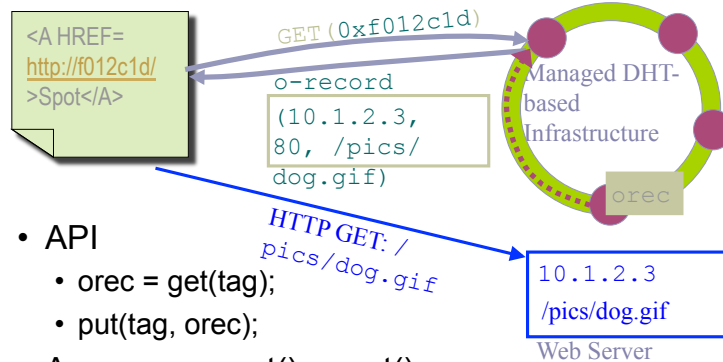 <A HREF=
http://f012c1d/
>Spot</A>
GET(0xf012c1d)
o-record
(10.1.2.3,
80, /pics/
dog.gif)
Managed DHT-
based
Infrastructure
orec
HTTP GET: /
pics/dog.gif
10.1.2.3
/pics/dog.gif
Web Server
• API
• orec = get(tag);
• put(tag, orec);